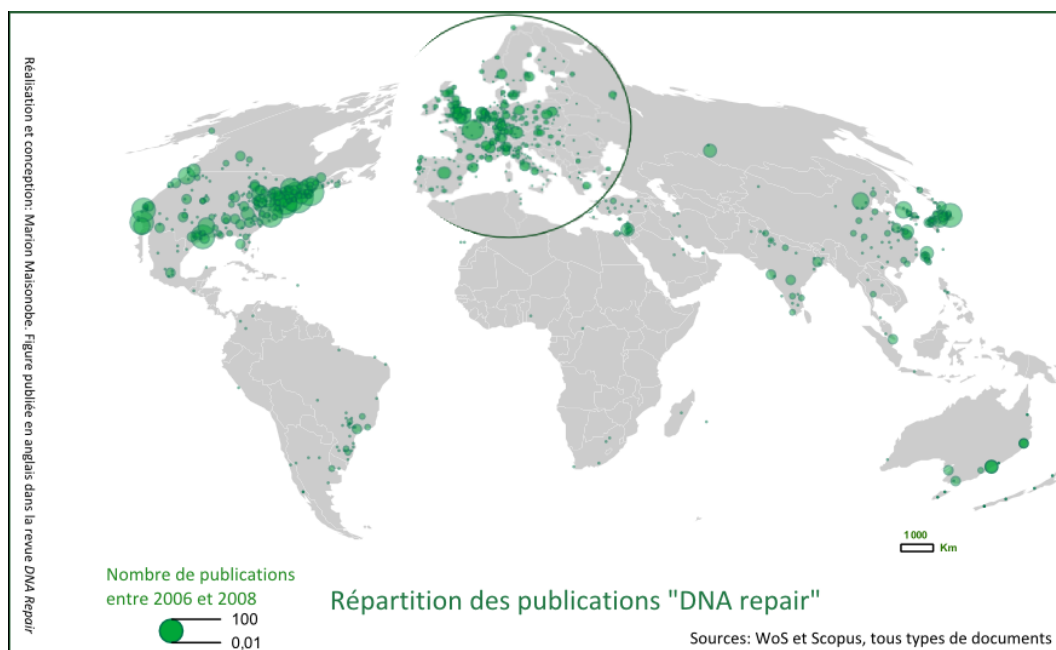 Réalisation et conception: Marion Maisonobe. Figure publiée en anglais dans la revue DNA Repair
1 000
Km
Nombre de publications
entre 2006 et 2008
100
0,01
Répartition des publications "DNA repair"
Sources: WoS et Scopus, tous types de documents